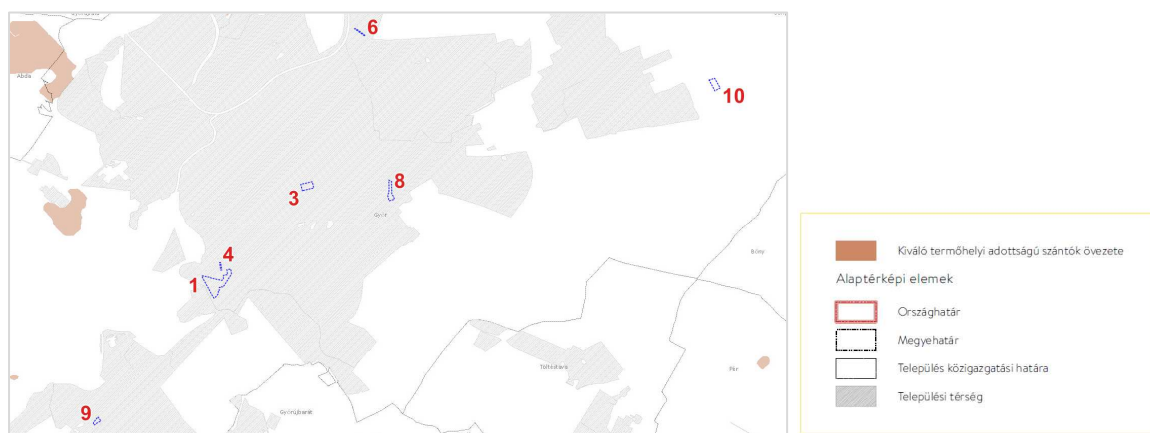 6
Abda
10
3
8
Győr
4
1
Bőny
Töltéstava
Pér
Győrújbarát
9
Kiváló termőhelyi adottságú szántók övezete
Alaptérképi elemek
Országhatár
Megyehatár
Település közigazgatási határa
Települési térség